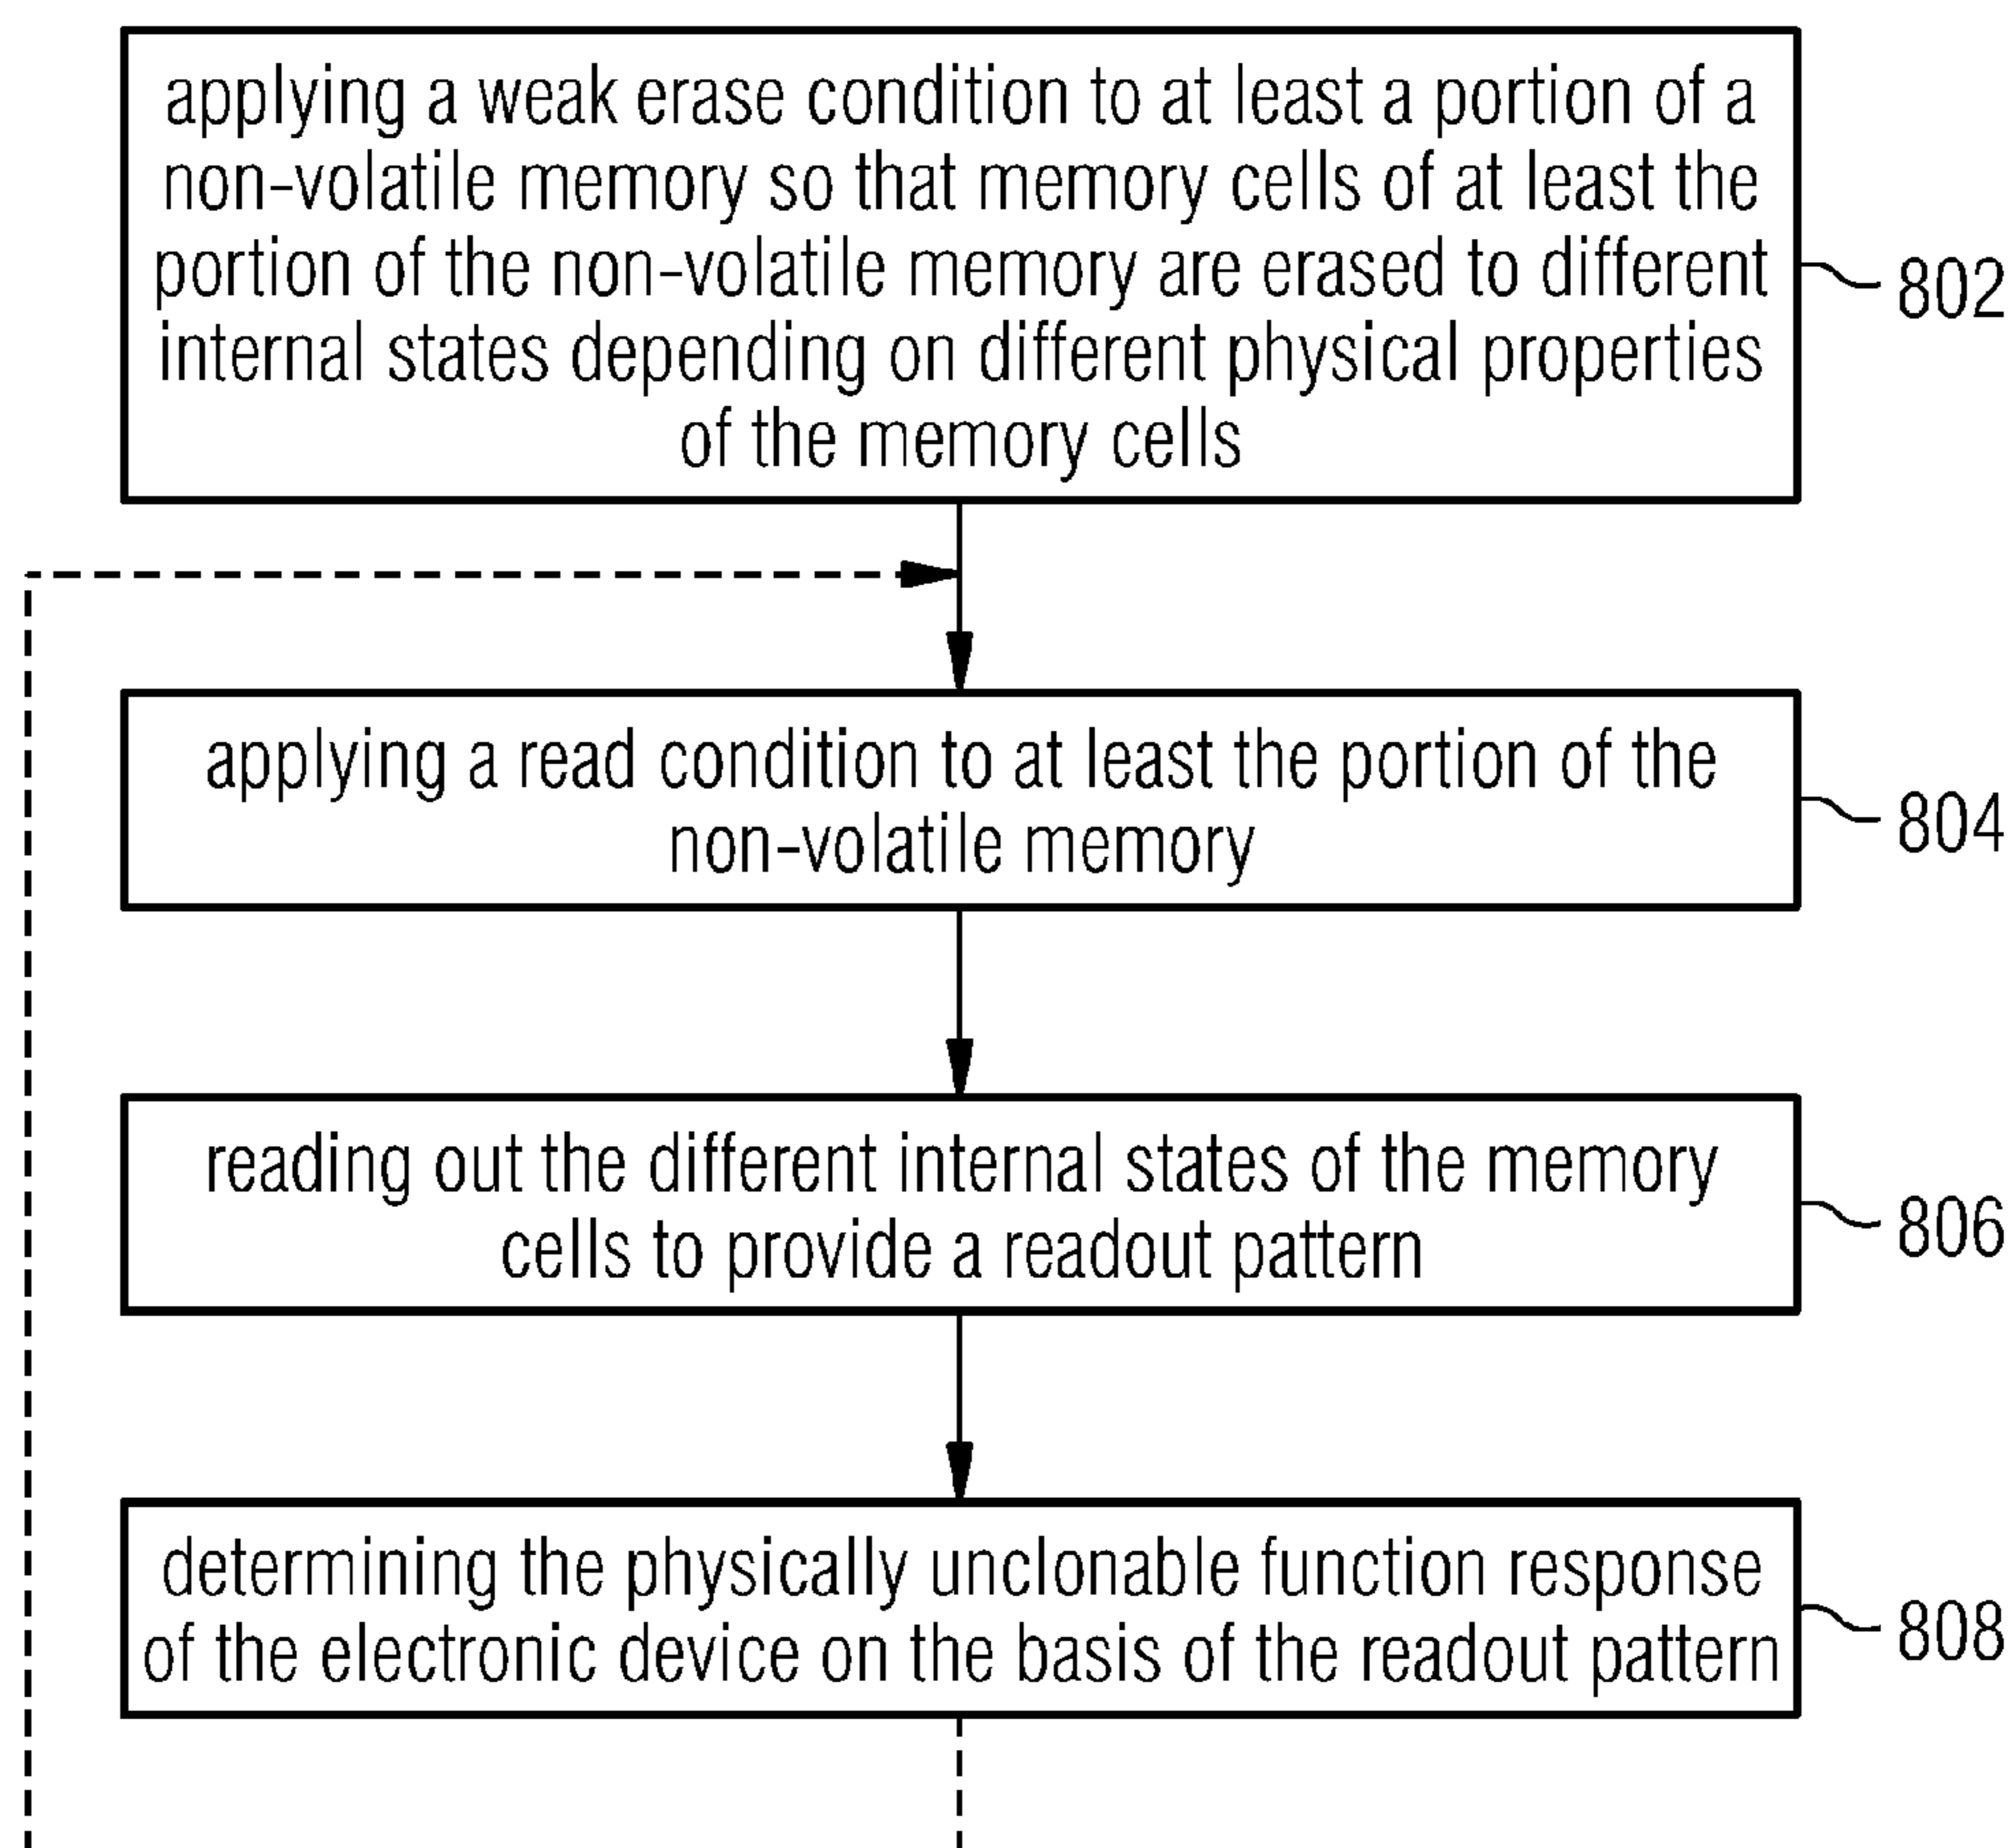 applying a weak erase condition to at least a portion of a
non-volatile memory so that memory cells of at least the
portion of the non-volatile memory are erased to different
internal states depending on different physical properties
of the memory cells
802
applying a read condition to at least the portion of the
non-volatile memory
804
reading out the different internal states of the memory
cells to provide a readout pattern
806
determining the physically unclonable function response
of the electronic device on the basis of the readout pattern
808